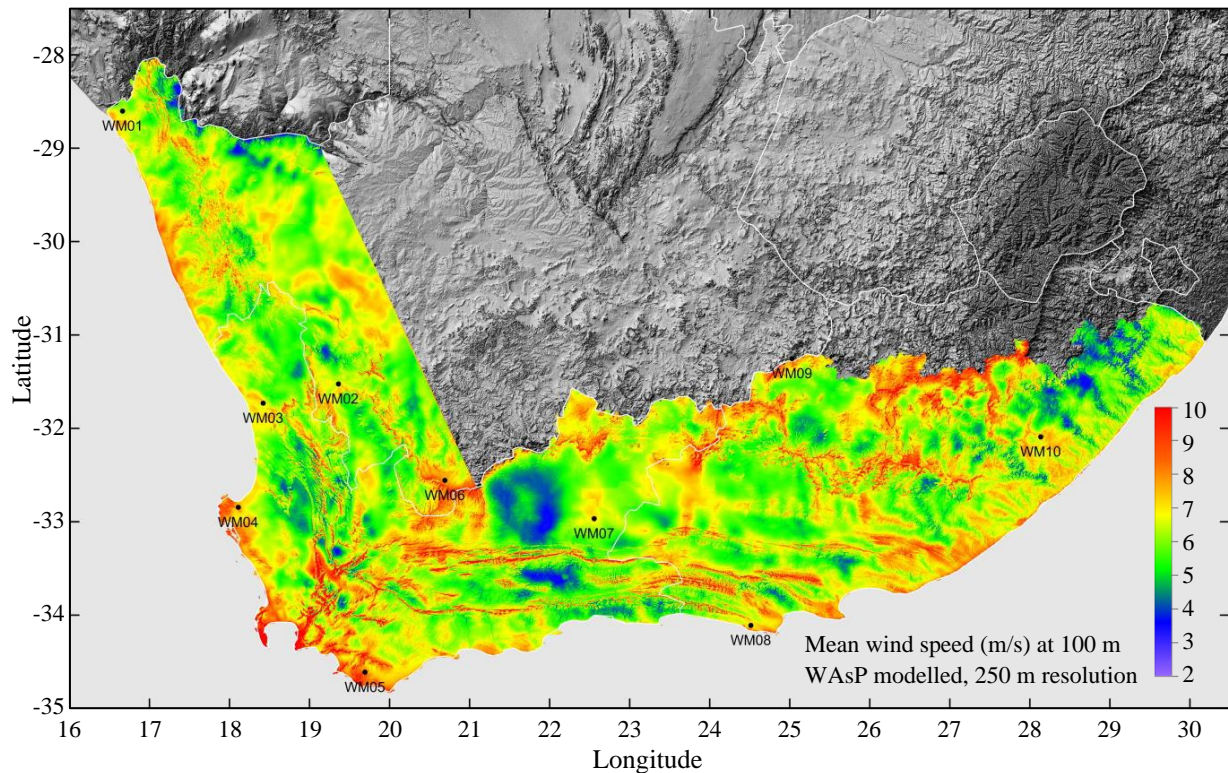 -28
-29
-30
-31
-32
-33
-34
-35
Latitude
WM01
WM02
WM03
WM04
WM05
WM06
WM07
WM08
WM09
WM10
10
9
8
7
6
5
4
3
2
Mean wind speed (m/s) at 100 m
WAsP modelled, 250 m resolution
16 17 18 19 20 21 22 23 24 25 26 27 28 29 30
Longitude